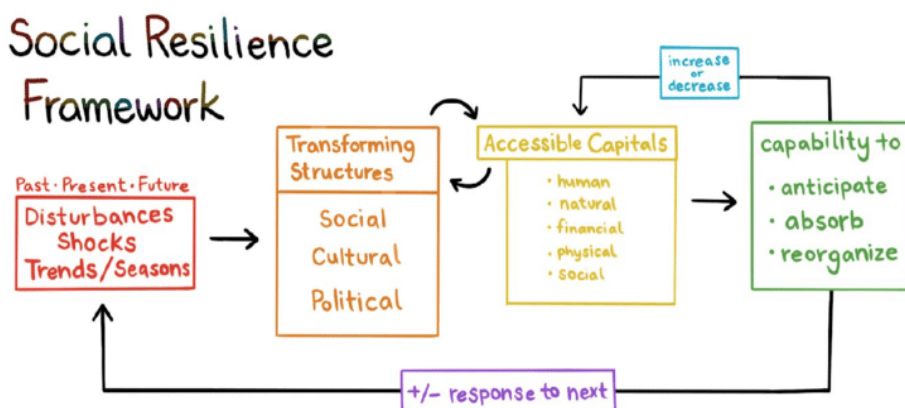 Social Resilience
Framework
Past · Present · Future
Disturbances
Shocks
Trends/Seasons
Transforming
Structures
Social
Cultural
Political
Accessible Capitals
· human
· natural
· financial
· physical
· social
increase
or
decrease
capability to
· anticipate
· absorb
· reorganize
+/- response to next